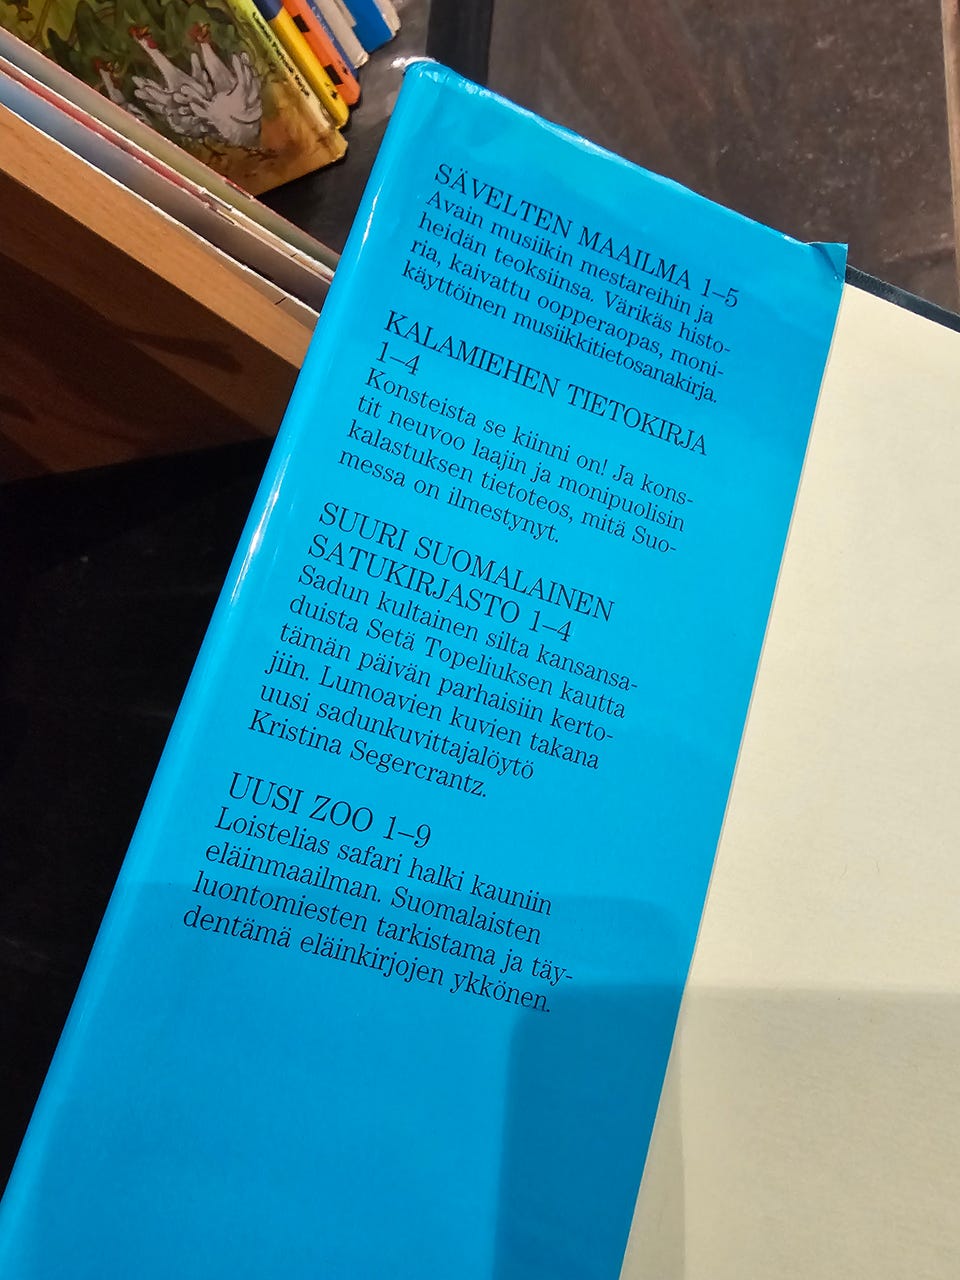 SÄVELTEN MAAILMA 1–5
Avain musiikin mestareihin ja
heidän teoksiinsa. Värikäs histo-
ria, kaivattu oopperaopas, moni-
käyttöinen musiikkitietosanakirja.
KALAMIEHEN TIETOKIRJA
1–4
Konsteista se kiinni on! Ja kons-
tit neuvoo laajin ja monipuolisin
kalastuksen tietoteos, mitä Suo-
messa on ilmestynyt.
SUURI SUOMALAINEN
SATUKIRJASTO 1–4
Sadun kultainen silta kansansa-
duista Setä Topeliuksen kautta
tämän päivän parhaisiin kerto-
jiin. Lumoavien kuvien takana
uusi sadunkuvittajalöytö
Kristina Segercrantz.
UUSI ZOO 1–9
Loistelias safari halki kauniin
eläinmaailman. Suomalaisten
luontomiesten tarkistama ja täy-
dentämä eläinkirjojen ykkönen.